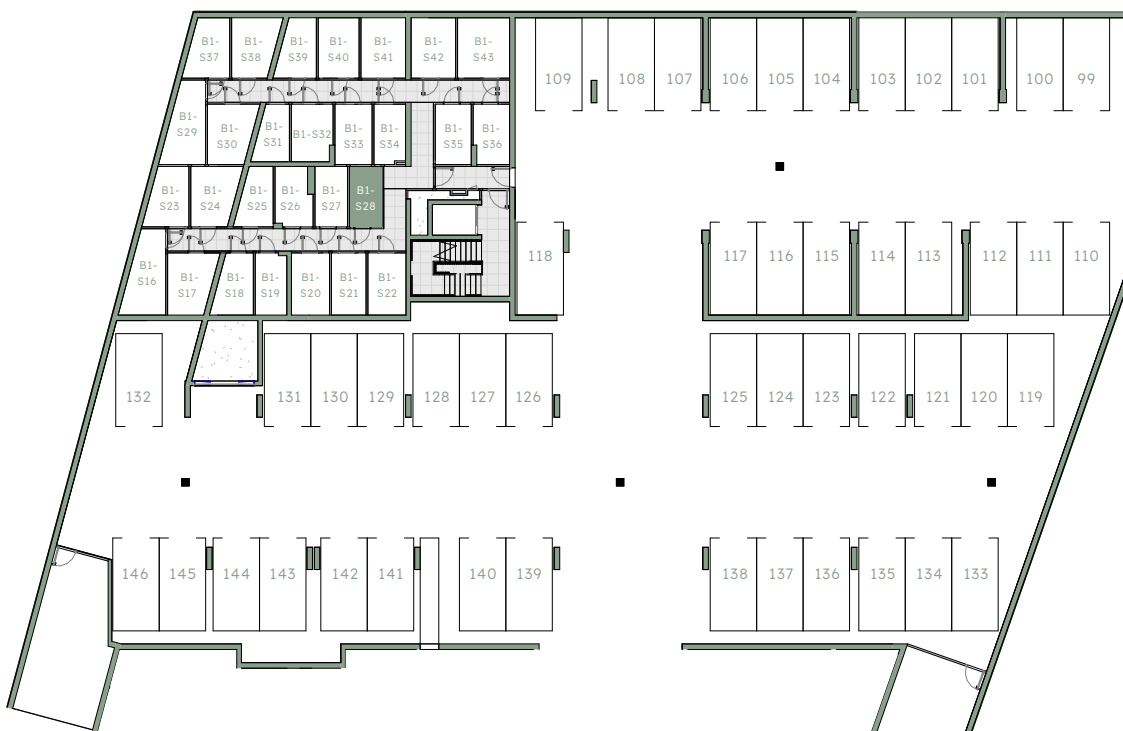 B1-
S37
B1-
S38
B1-
S39
B1-
S40
B1-
S41
B1-
S42
B1-
S43
109
108
107
106
105
104
103
102
101
100
99
B1-
S29
B1-
S30
B1-
S31
B1-S32
B1-
S33
B1-
S34
B1-
S35
B1-
S36
B1-
S23
B1-
S24
B1-
S25
B1-
S26
B1-
S27
B1-
S28
B1-
S16
B1-
S17
B1-
S18
B1-
S19
B1-
S20
B1-
S21
B1-
S22
118
117
116
115
114
113
112
111
110
132
131
130
129
128
127
126
125
124
123
122
121
120
119
146
145
144
143
142
141
140
139
138
137
136
135
134
133